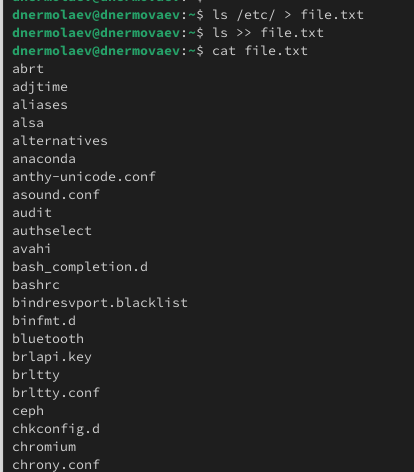 dnermolaev@dnermovaev:~$ ls /etc/ > file.txt
dnermolaev@dnermovaev:~$ ls >> file.txt
dnermolaev@dnermovaev:~$ cat file.txt
abrt
adjtime
aliases
alsa
alternatives
anaconda
anthy-unicode.conf
asound.conf
audit
authselect
avahi
bash_completion.d
bashrc
bindresvport.blacklist
binfmt.d
bluetooth
brlapi.key
brltty
brltty.conf
ceph
chkconfig.d
chromium
chrony.conf